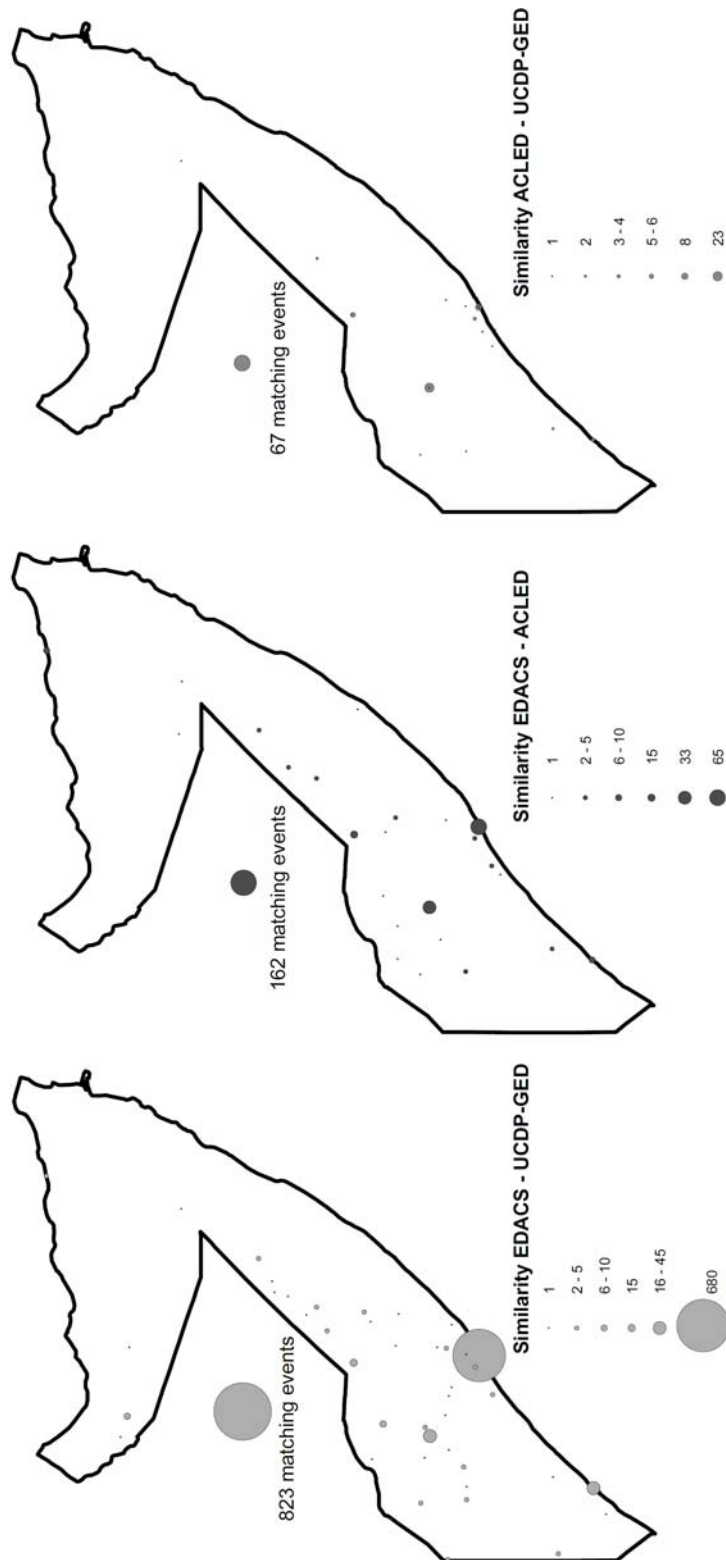 823 matching events
Similarity EDACS - UCDP-GED
1
2 - 5
6 - 10
15
16 - 45
680
162 matching events
Similarity EDACS - ACLED
1
2 - 5
6 - 10
15
33
65
67 matching events
Similarity ACLED - UCDP-GED
1
2
3 - 4
5 - 6
8
23